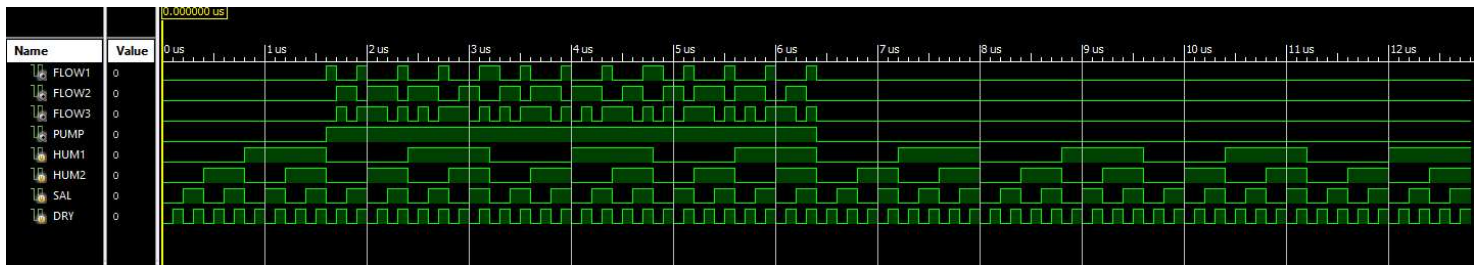 0.000000 us
Name Value 0 us 1 us 2 us 3 us 4 us 5 us 6 us 7 us 8 us 9 us 10 us 11 us 12 us
FLOW1 0
FLOW2 0
FLOW3 0
PUMP 0
HUM1 0
HUM2 0
SAL 0
DRY 0